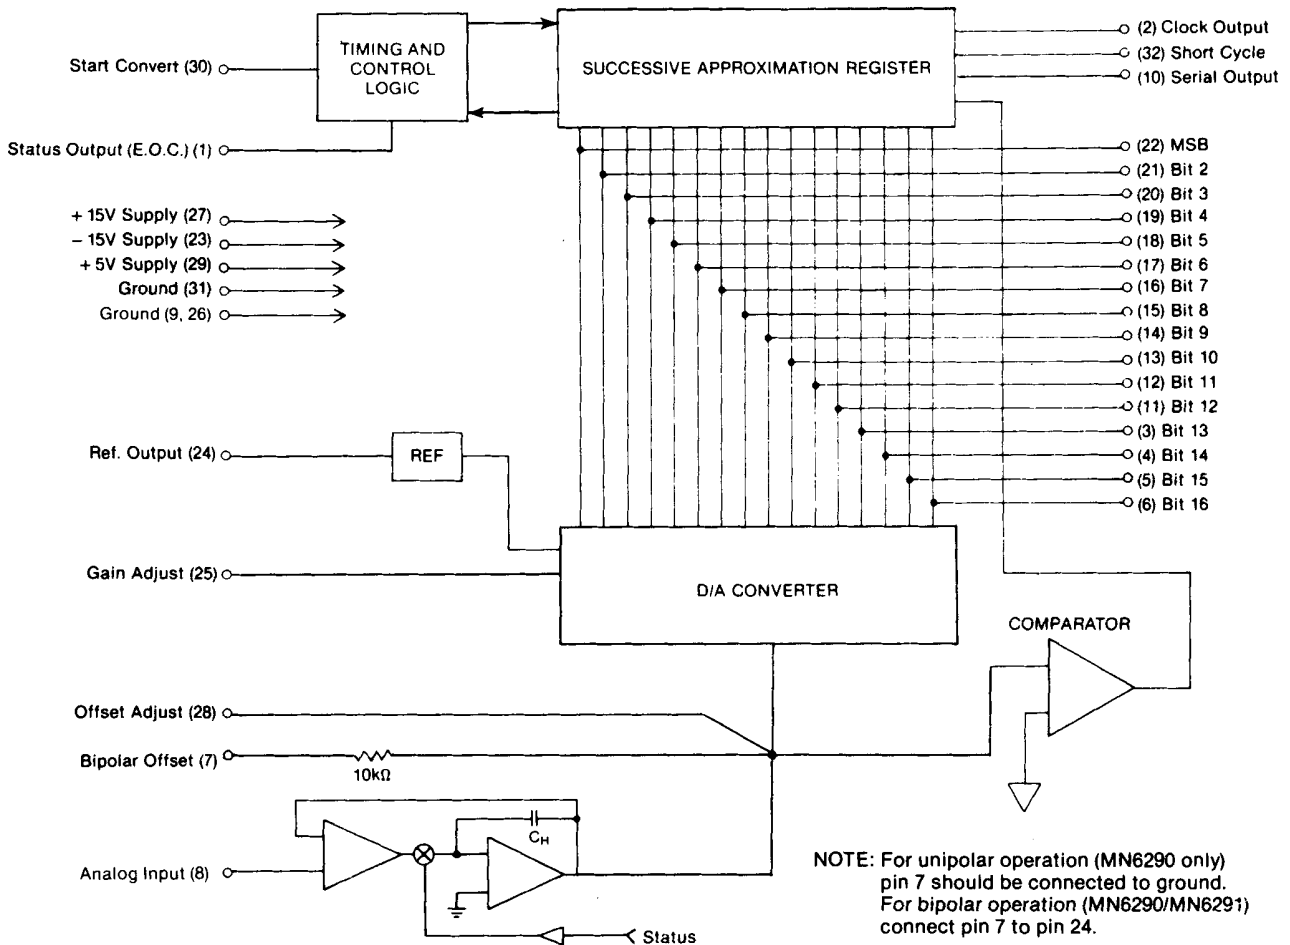 TIMING AND
CONTROL
LOGIC
SUCCESSIVE APPROXIMATION REGISTER
Start Convert (30)
Status Output (E.O.C.) (1)
+ 15V Supply (27)
− 15V Supply (23)
+ 5V Supply (29)
Ground (31)
Ground (9, 26)
(2) Clock Output
(32) Short Cycle
(10) Serial Output
(22) MSB
(21) Bit 2
(20) Bit 3
(19) Bit 4
(18) Bit 5
(17) Bit 6
(16) Bit 7
(15) Bit 8
(14) Bit 9
(13) Bit 10
(12) Bit 11
(11) Bit 12
(3) Bit 13
(4) Bit 14
(5) Bit 15
(6) Bit 16
Ref. Output (24)
REF
Gain Adjust (25)
D/A CONVERTER
COMPARATOR
Offset Adjust (28)
Bipolar Offset (7)
10kΩ
CH
Analog Input (8)
Status
NOTE: For unipolar operation (MN6290 only)
pin 7 should be connected to ground.
For bipolar operation (MN6290/MN6291)
connect pin 7 to pin 24.